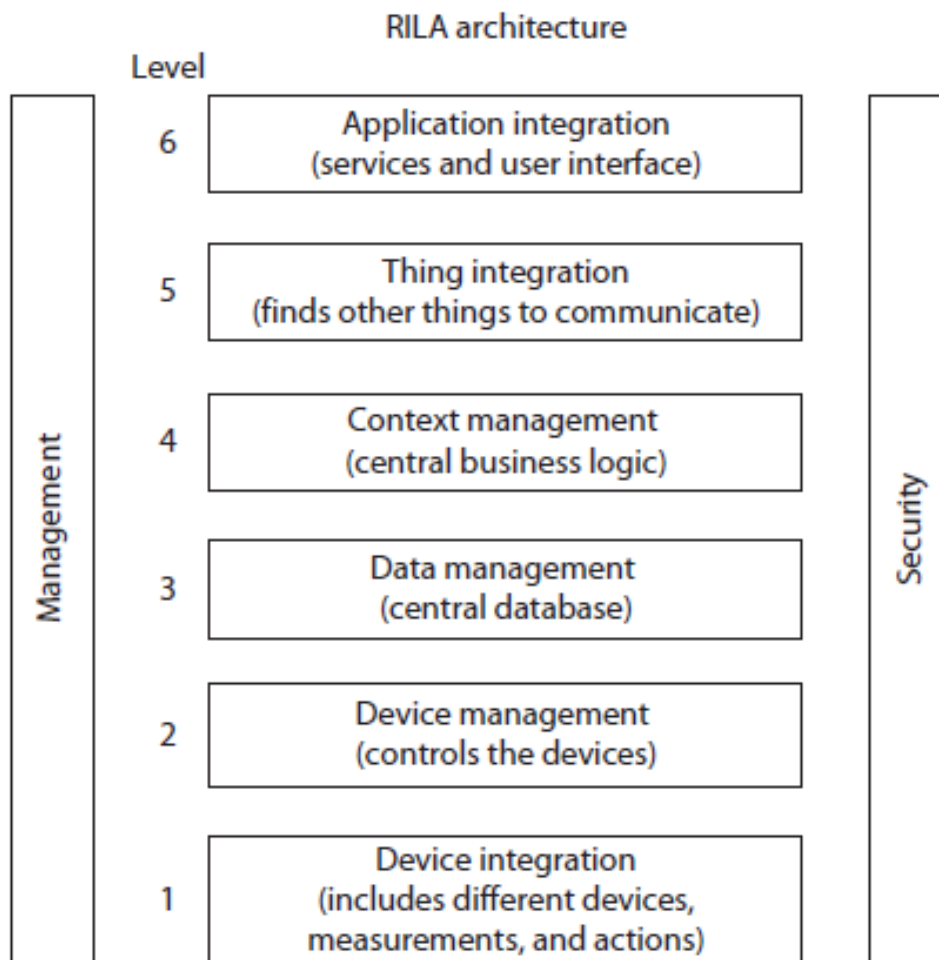 RILA architecture
Level
6
Application integration
(services and user interface)
5
Thing integration
(finds other things to communicate)
4
Context management
(central business logic)
3
Data management
(central database)
2
Device management
(controls the devices)
1
Device integration
(includes different devices,
measurements, and actions)
Management
Security